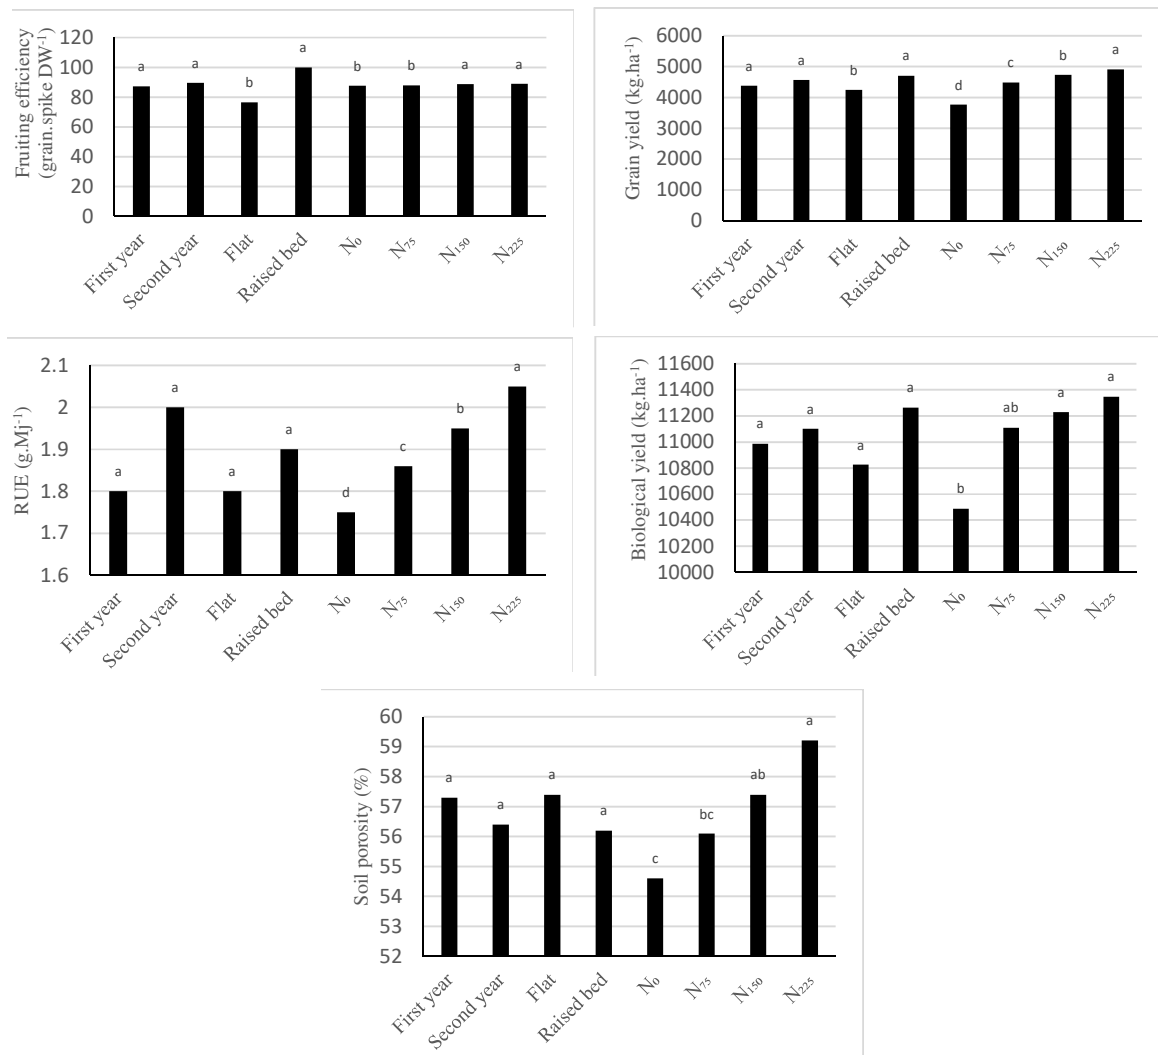 Fruiting efficiency
(grain.spike DW⁻¹)
120
100
80
60
40
20
0
a a b a b b a a
First year Second year Flat Raised bed N₀ N₇₅ N₁₅₀ N₂₂₅
Grain yield (kg.ha⁻¹)
6000
5000
4000
3000
2000
1000
0
a a b a d c b a
First year Second year Flat Raised bed N₀ N₇₅ N₁₅₀ N₂₂₅
RUE (g.Mj⁻¹)
2.1
2
1.9
1.8
1.7
1.6
a a a a d c b a
First year Second year Flat Raised bed N₀ N₇₅ N₁₅₀ N₂₂₅
Biological yield (kg.ha⁻¹)
11600
11400
11200
11000
10800
10600
10400
10200
10000
a a a a b ab a a
First year Second year Flat Raised bed N₀ N₇₅ N₁₅₀ N₂₂₅
Soil porosity (%)
60
59
58
57
56
55
54
53
52
a a a a c bc ab a
First year Second year Flat Raised bed N₀ N₇₅ N₁₅₀ N₂₂₅